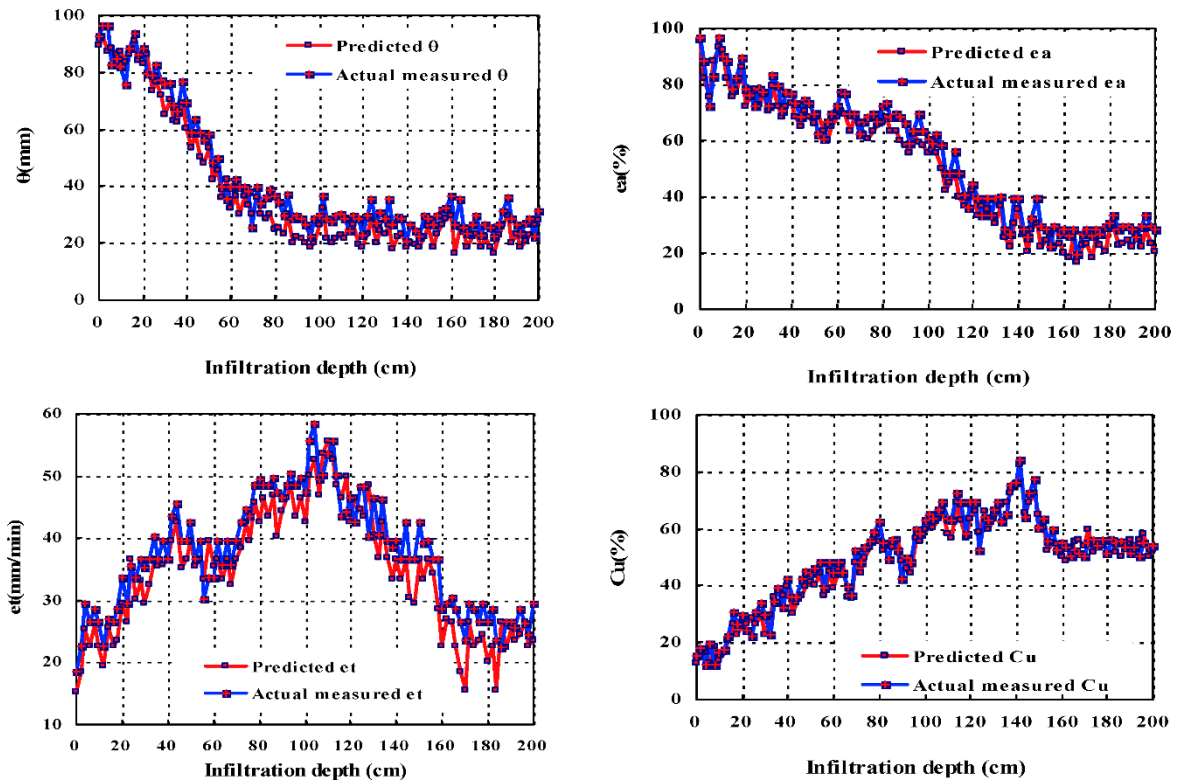 100
80
60
40
20
0
θ(mm)
Predicted θ
Actual measured θ
0 20 40 60 80 100 120 140 160 180 200
Infiltration depth (cm)
100
80
60
40
20
0
ea(%)
Predicted ea
Actual measured ea
0 20 40 60 80 100 120 140 160 180 200
Infiltration depth (cm)
60
50
40
30
20
10
et(mm/min)
Predicted et
Actual measured et
0 20 40 60 80 100 120 140 160 180 200
Infiltration depth (cm)
100
80
60
40
20
0
Cu(%)
Predicted Cu
Actual measured Cu
0 20 40 60 80 100 120 140 160 180 200
Infiltration depth (cm)